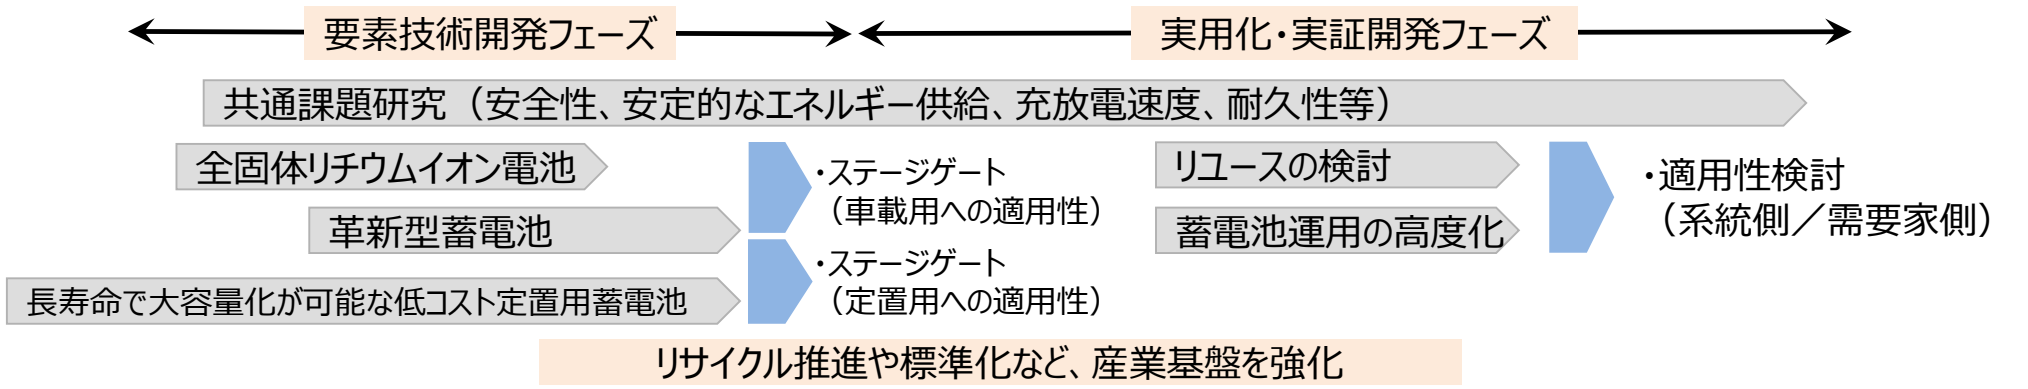 要素技術開発フェーズ
実用化・実証開発フェーズ
共通課題研究（安全性、安定的なエネルギー供給、充放電速度、耐久性等）
全固体リチウムイオン電池
革新型蓄電池
長寿命で大容量化が可能な低コスト定置用蓄電池
・ステージゲート
（車載用への適用性）
・ステージゲート
（定置用への適用性）
リユースの検討
蓄電池運用の高度化
・適用性検討
（系統側／需要家側）
リサイクル推進や標準化など、産業基盤を強化